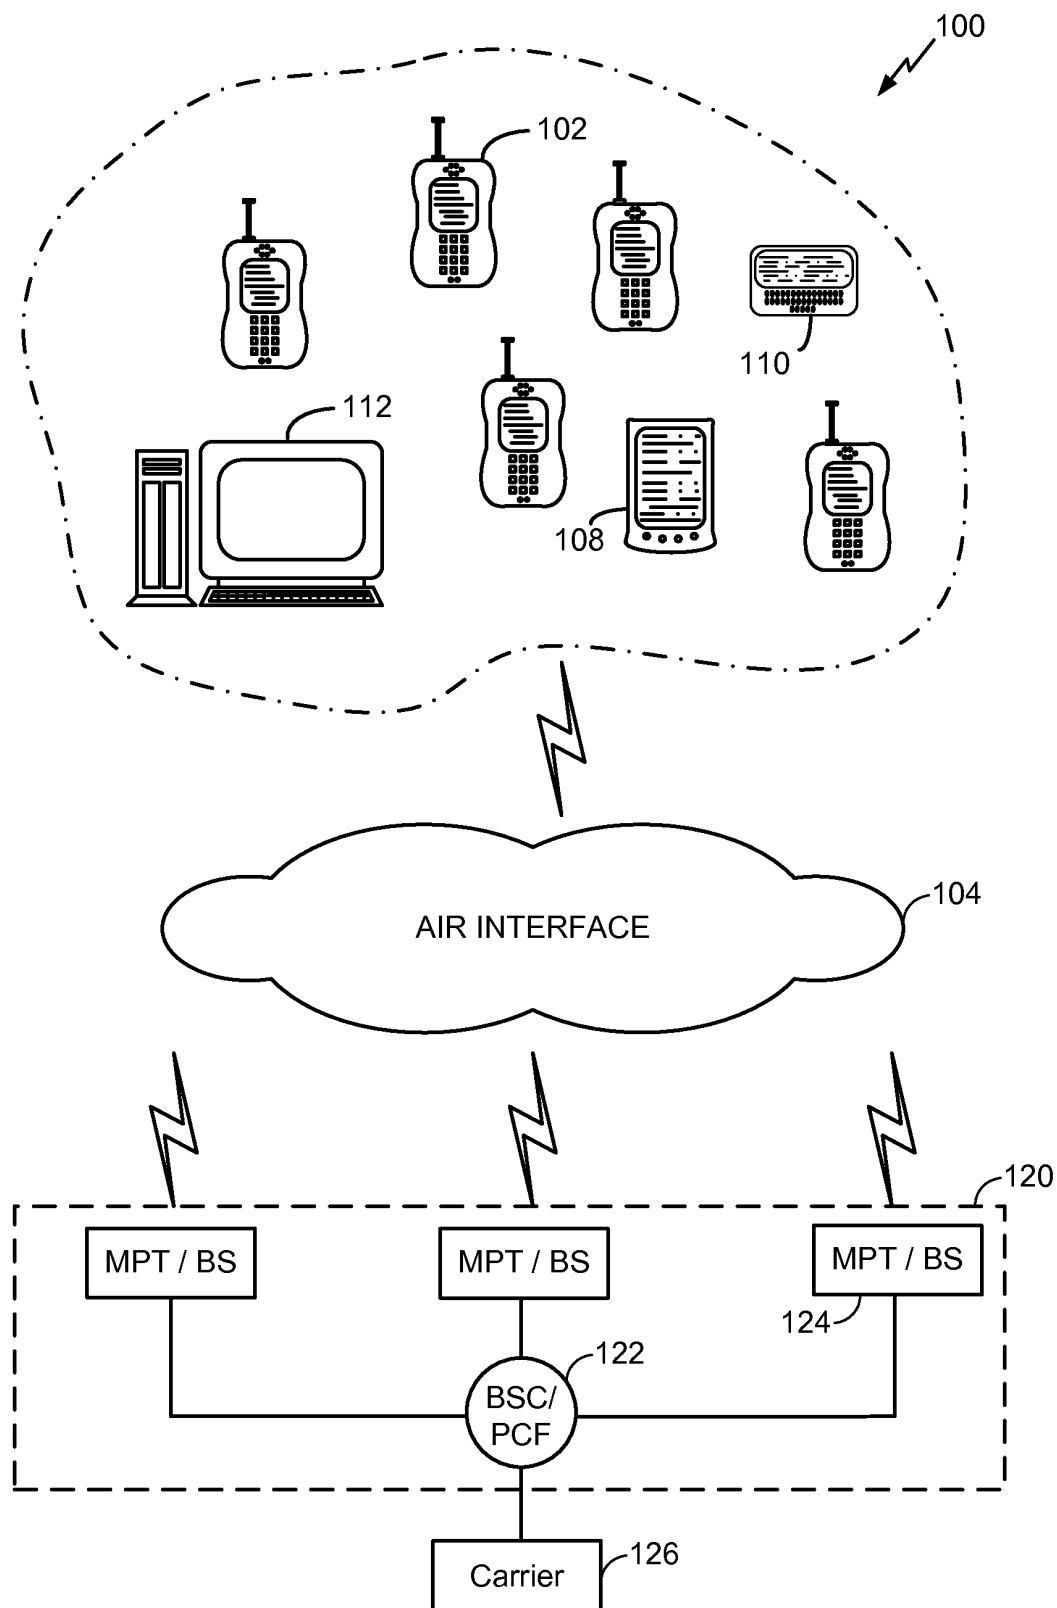 100
102
110
112
108
104
AIR INTERFACE
120
MPT / BS
MPT / BS
MPT / BS
124
122
BSC/
PCF
126
Carrier